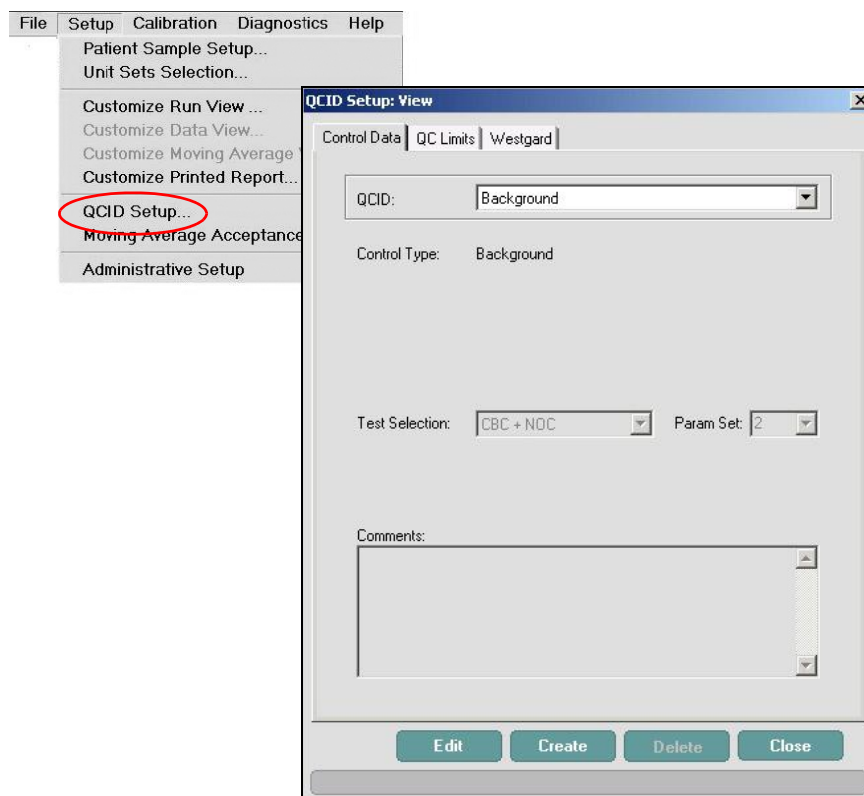 File Setup Calibration Diagnostics Help
Patient Sample Setup...
Unit Sets Selection...
Customize Run View ...
Customize Data View...
Customize Moving Average
Customize Printed Report...
QCID Setup...
Moving Average Acceptance
Administrative Setup
QCID Setup: View
Control Data QC Limits Westgard
QCID: Background
Control Type: Background
Test Selection: CBC + NOC Param Set: 2
Comments:
Edit Create Delete Close